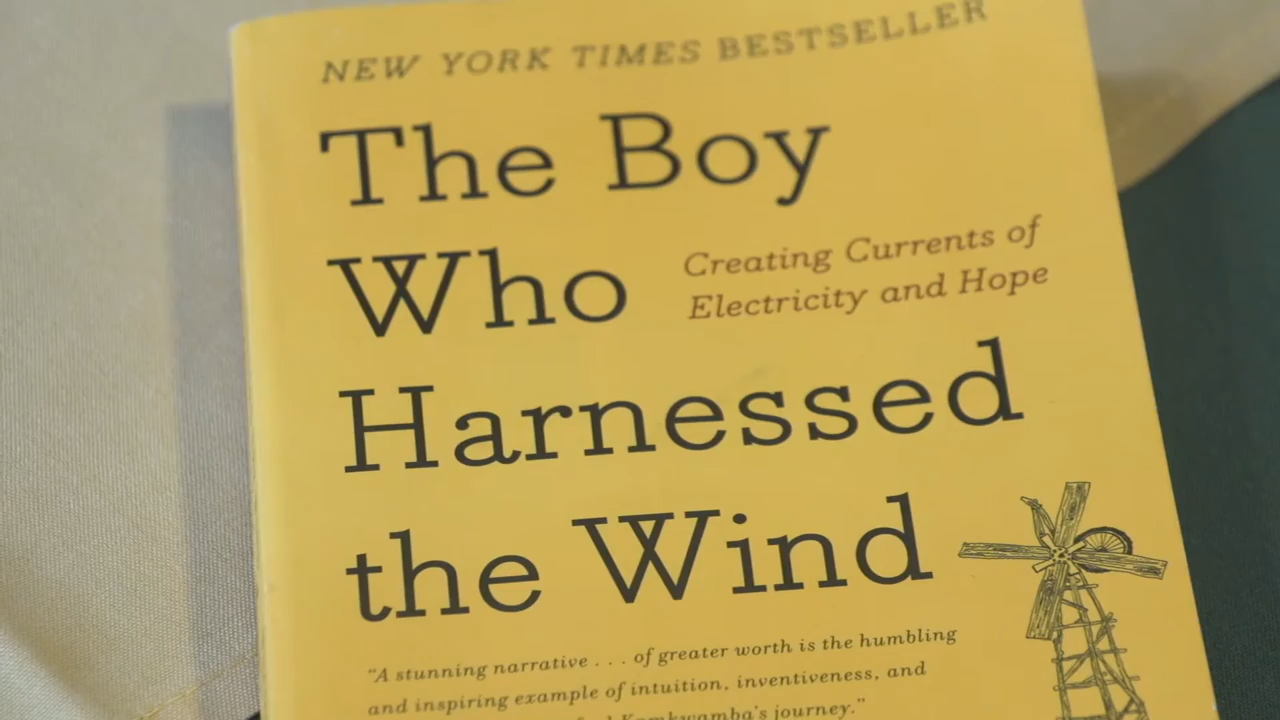 NEW YORK TIMES BESTSELLER
The Boy
Who
Creating Currents of
Electricity and Hope
Harnessed
the Wind
“A stunning narrative . . . of greater worth is the humbling
and inspiring example of intuition, inventiveness, and
Kamkwamba’s journey.”